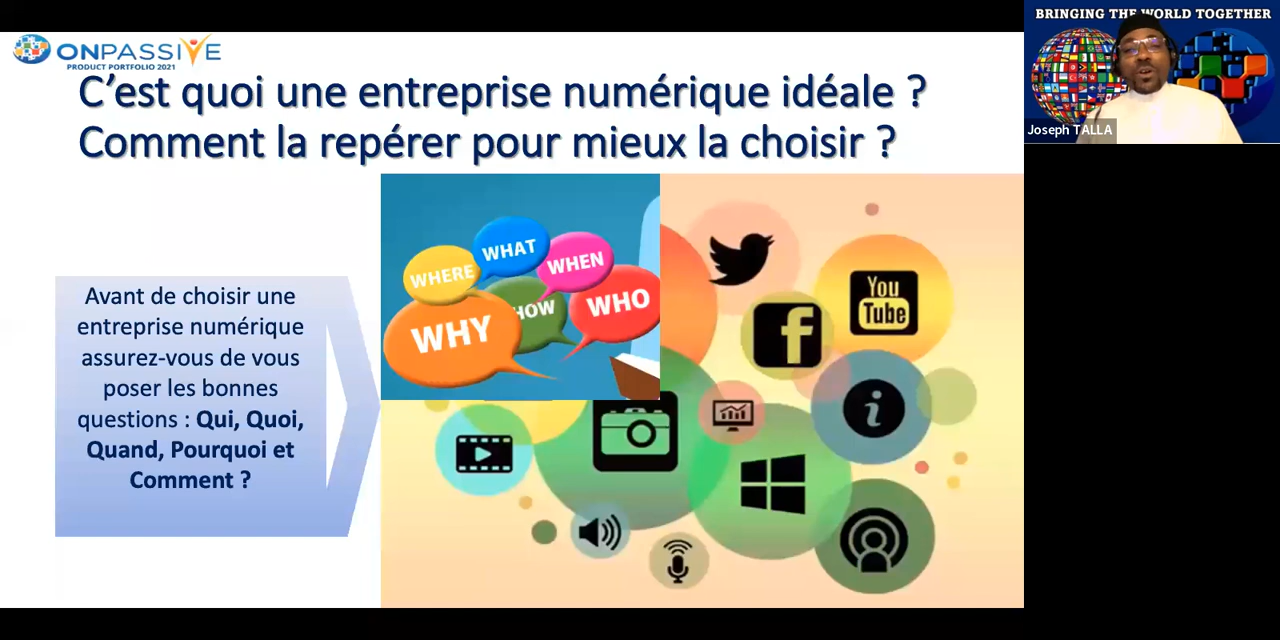 ONPASSIVE
PRODUCT PORTFOLIO 2021
C’est quoi une entreprise numérique idéale ?
Comment la repérer pour mieux la choisir ?
Avant de choisir une
entreprise numérique
assurez-vous de vous
poser les bonnes
questions : Qui, Quoi,
Quand, Pourquoi et
Comment ?
WHERE
WHAT
WHEN
WHY
HOW
WHO
You
Tube
f
i
BRINGING THE WORLD TOGETHER
Joseph TALLA